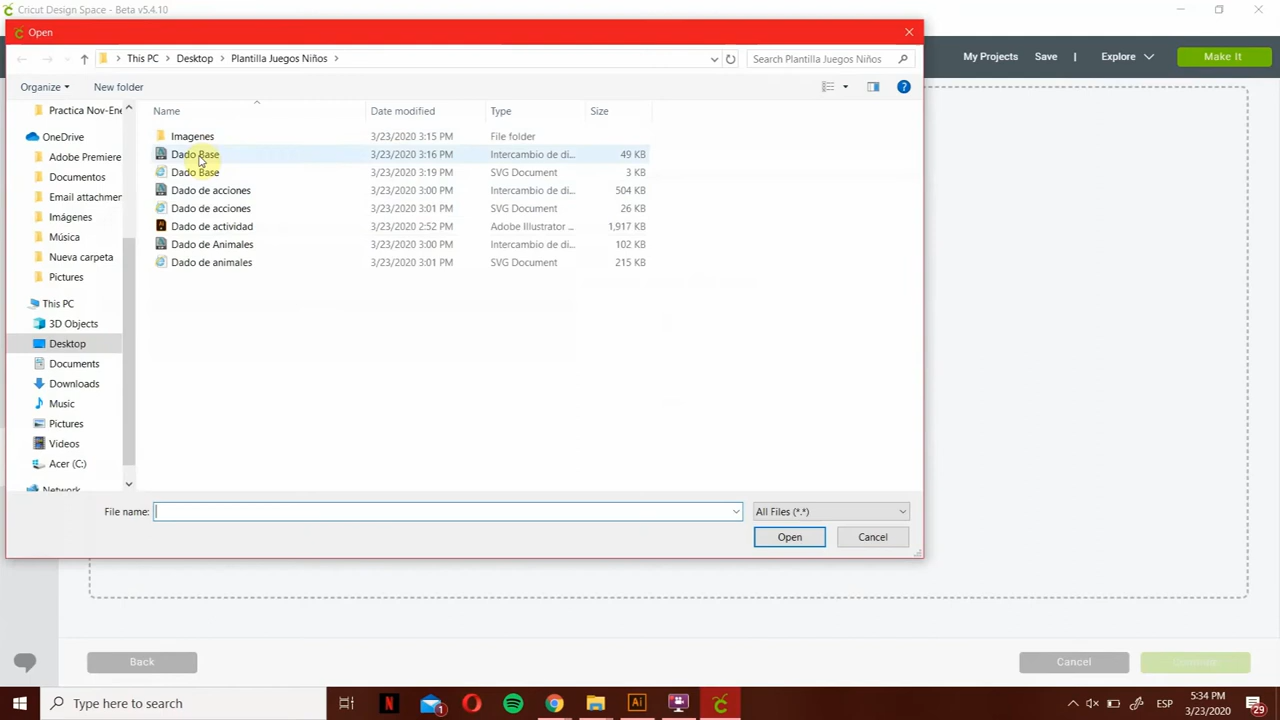 Cricut Design Space - Beta v5.4.10
Open
This PC > Desktop > Plantilla Juegos Niños >
Search Plantilla Juegos Niños
My Projects Save | Explore Make It
Organize New folder
Name Date modified Type Size
Practica Nov-Ene
OneDrive
Adobe Premiere
Documentos
Email attachmen
Imágenes
Música
Nueva carpeta
Pictures
This PC
3D Objects
Desktop
Documents
Downloads
Music
Pictures
Videos
Acer (C:)
Network
Imagenes 3/23/2020 3:15 PM File folder
Dado Base 3/23/2020 3:16 PM Intercambio de di... 49 KB
Dado Base 3/23/2020 3:19 PM SVG Document 3 KB
Dado de acciones 3/23/2020 3:00 PM Intercambio de di... 504 KB
Dado de acciones 3/23/2020 3:01 PM SVG Document 26 KB
Dado de actividad 3/23/2020 2:52 PM Adobe Illustrator ... 1,917 KB
Dado de Animales 3/23/2020 3:00 PM Intercambio de di... 102 KB
Dado de animales 3/23/2020 3:01 PM SVG Document 215 KB
File name: All Files (*.*)
Open Cancel
Back Cancel Continue
Type here to search
ESP
5:34 PM
3/23/2020
29